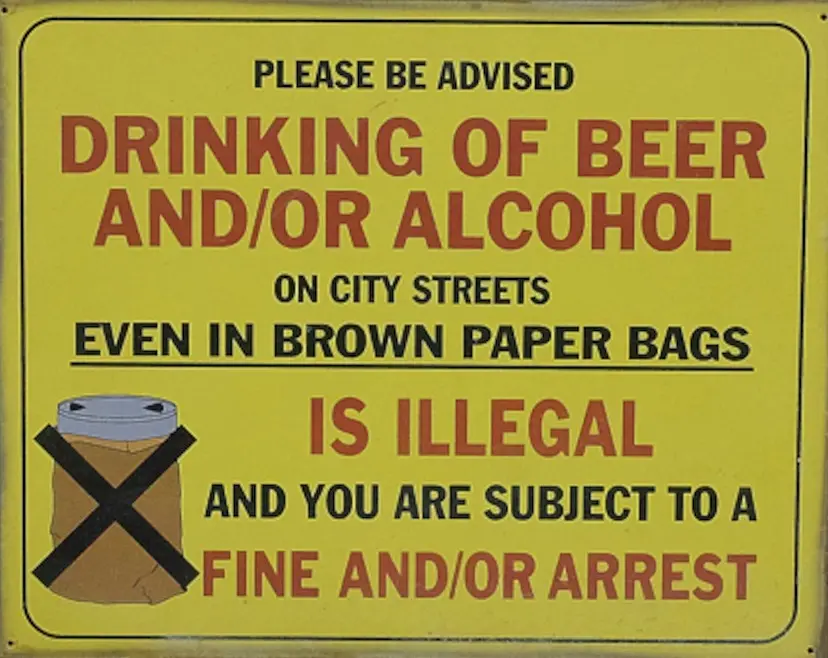 PLEASE BE ADVISED
DRINKING OF BEER
AND/OR ALCOHOL
ON CITY STREETS
EVEN IN BROWN PAPER BAGS
IS ILLEGAL
AND YOU ARE SUBJECT TO A
FINE AND/OR ARREST